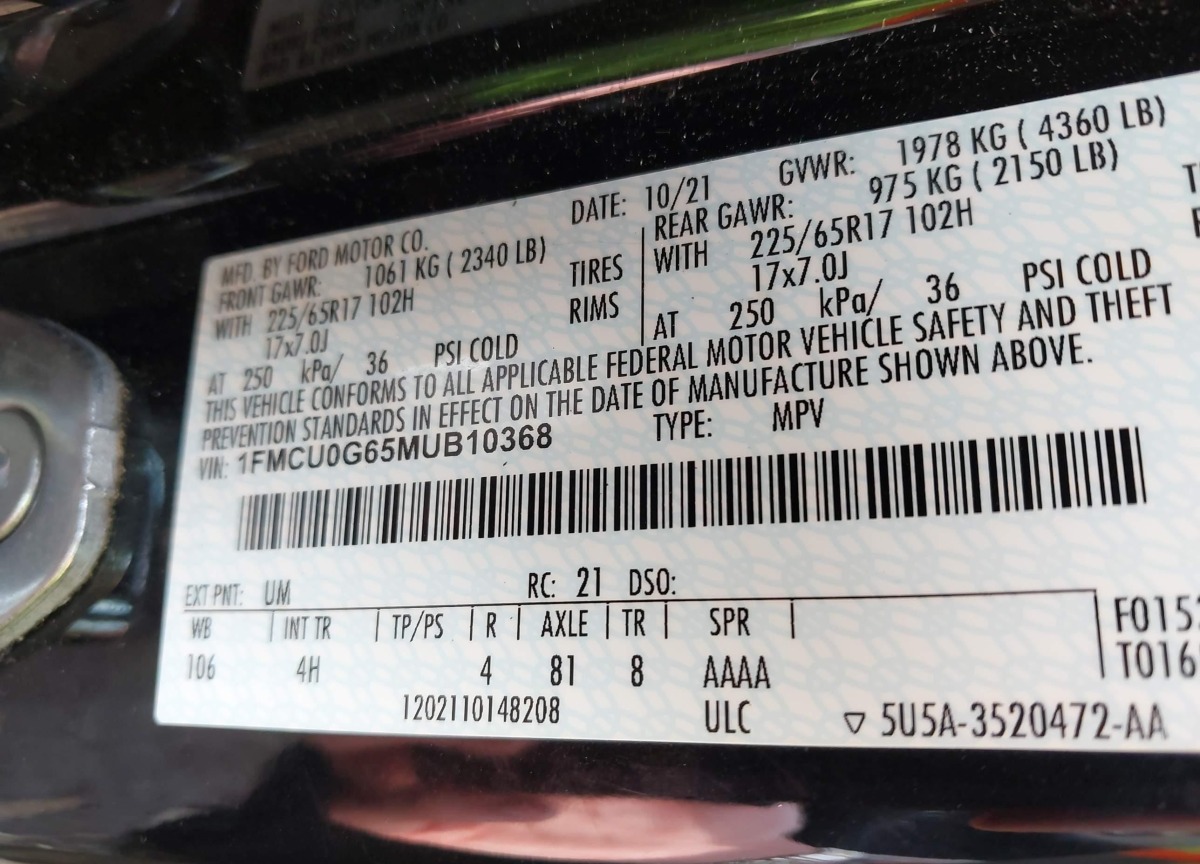 MFD. BY FORD MOTOR CO. DATE: 10/21 GVWR: 1978 KG ( 4360 LB)
FRONT GAWR: 1061 KG ( 2340 LB) REAR GAWR: 975 KG ( 2150 LB)
WITH 225/65R17 102H TIRES WITH 225/65R17 102H
17x7.0J RIMS 17x7.0J
AT 250 kPa/ 36 PSI COLD AT 250 kPa/ 36 PSI COLD
THIS VEHICLE CONFORMS TO ALL APPLICABLE FEDERAL MOTOR VEHICLE SAFETY AND THEFT
PREVENTION STANDARDS IN EFFECT ON THE DATE OF MANUFACTURE SHOWN ABOVE.
VIN: 1FMCU0G65MUB10368 TYPE: MPV
EXT PNT: UM RC: 21 DSO:
WB INT TR TP/PS R AXLE TR SPR
106 4H 4 81 8 AAAA
F015
T016
1202110148208 ULC ▽ 5U5A-3520472-AA